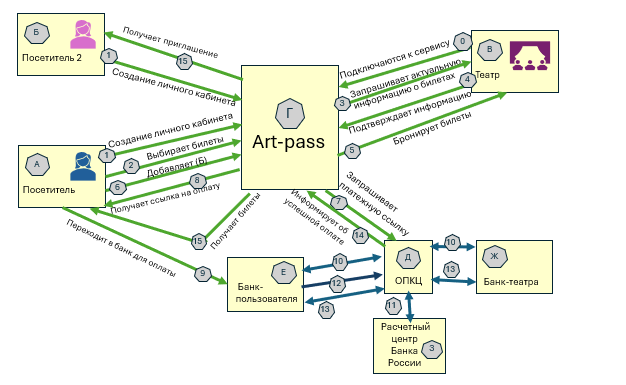 Б
Посетитель 2
Получает приглашение
15
1
Создание личного кабинета
Г
Art-pass
0
Подключаются к сервису
В
Театр
3
Запрашивает актуальную
информацию о билетах
4
Подтверждает информацию
5
Бронирует билеты
А
Посетитель
1
Создание личного кабинета
2
Выбирает билеты
6
Добавляет (Б)
8
Получает ссылка на оплату
15
Получает билеты
Переходит в банк для оплаты
9
7
Запрашивает
платежную ссылку
Информирует об
успешной оплате
14
Е
Банк-
пользователя
10
12
13
Д
ОПКЦ
10
13
Ж
Банк-театра
11
Расчетный
центр
Банка
России
З